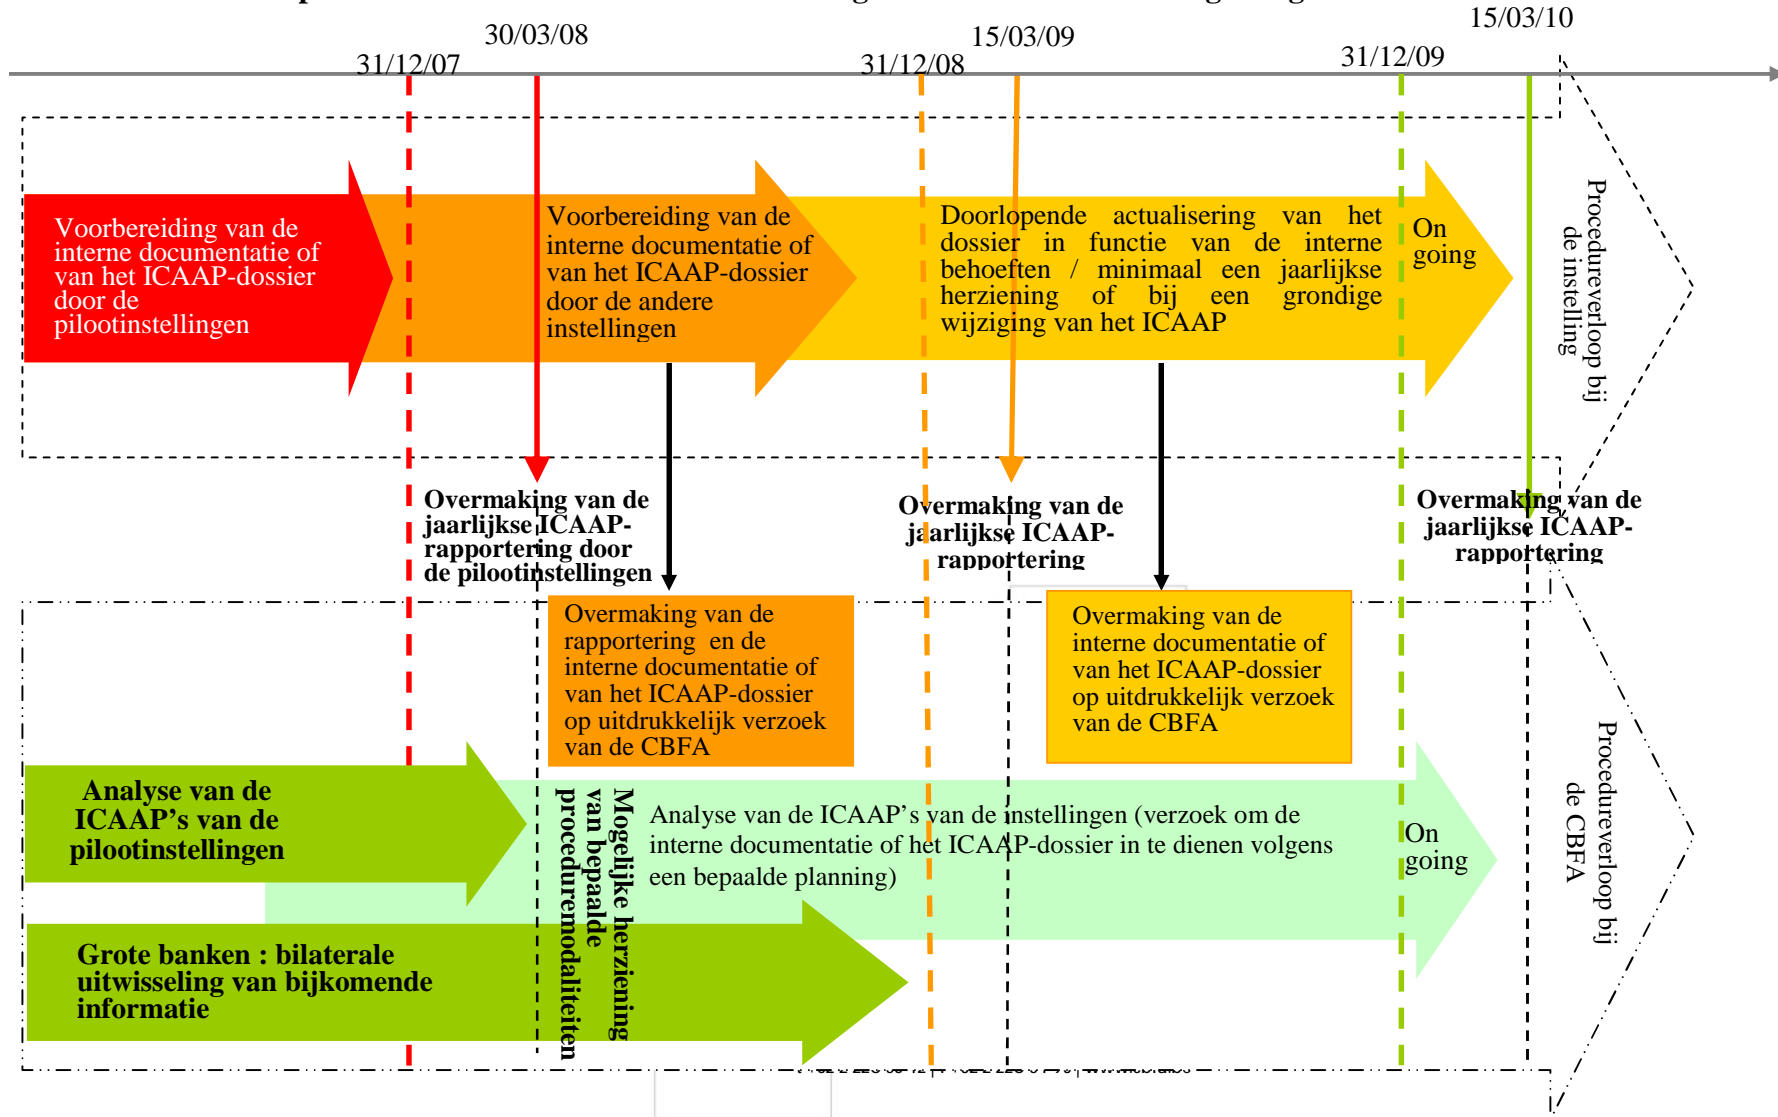 15/03/10
30/03/08
15/03/09
31/12/07
31/12/08
31/12/09
Voorbereiding van de
interne documentatie of
van het ICAAP-dossier
door de
pilootinstellingen
Voorbereiding van de
interne documentatie of
van het ICAAP-dossier
door de andere
instellingen
Doorlopende actualisering van het
dossier in functie van de interne
behoeften / minimaal een jaarlijkse
herziening of bij een grondige
wijziging van het ICAAP
On
going
Procedureverloop bij
de instelling
Overmaking van de
jaarlijkse ICAAP-
rapportering door
de pilootinstellingen
Overmaking van de
jaarlijkse ICAAP-
rapportering
Overmaking van de
jaarlijkse ICAAP-
rapportering
Overmaking van de
rapportering en de
interne documentatie of
van het ICAAP-dossier
op uitdrukkelijk verzoek
van de CBFA
Overmaking van de
interne documentatie of
van het ICAAP-dossier
op uitdrukkelijk verzoek
van de CBFA
Analyse van de
ICAAP's van de
pilootinstellingen
Mogelijke herziening
van bepaalde
proceduremodaliteiten
Analyse van de ICAAP's van de instellingen (verzoek om de
interne documentatie of het ICAAP-dossier in te dienen volgens
een bepaalde planning)
On
going
Procedureverloop bij
de CBFA
Grote banken : bilaterale
uitwisseling van bijkomende
informatie